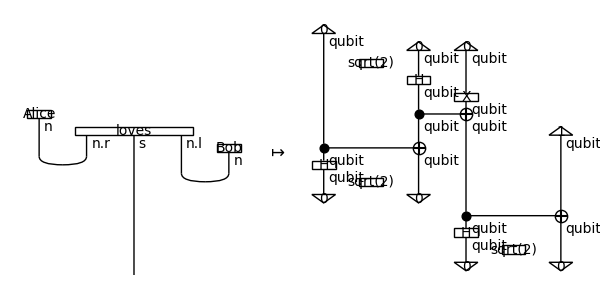 Alice
n
loves
n.r
s
n.l
Bob
n
↦
0
qubit
sqrt(2)
0
qubit
H
qubit
0
qubit
X
qubit
qubit
qubit
qubit
H
qubit
qubit
0
sqrt(2)
0
0
qubit
qubit
H
qubit
qubit
sqrt(2)
0
0